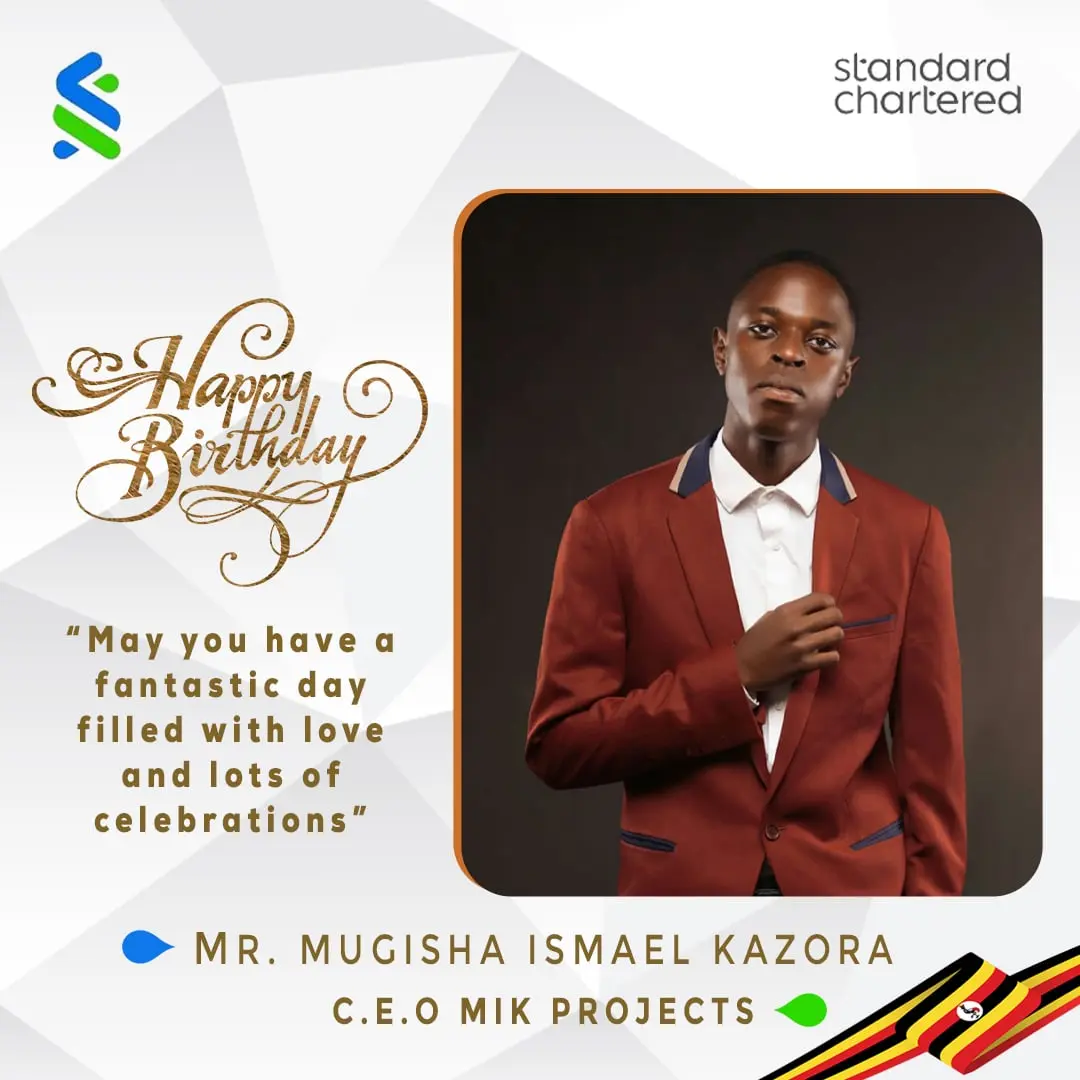 standard
chartered
Happy
Birthday
“May you have a
fantastic day
filled with love
and lots of
celebrations”
MR. MUGISHA ISMAEL KAZORA
C.E.O MIK PROJECTS